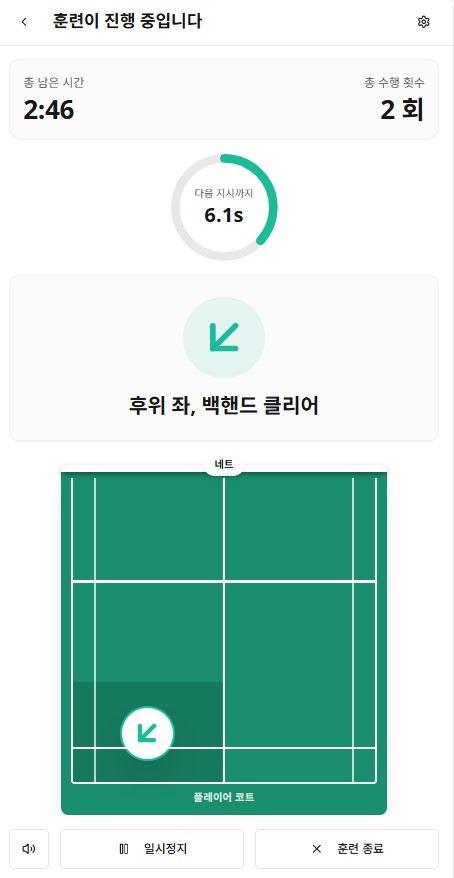 훈련이 진행 중입니다
총 남은 시간
총 수행 횟수
2:46
2 회
다음 지시까지
6.1s
후위 좌, 백핸드 클리어
네트
플레이어 코트
일시정지
훈련 종료